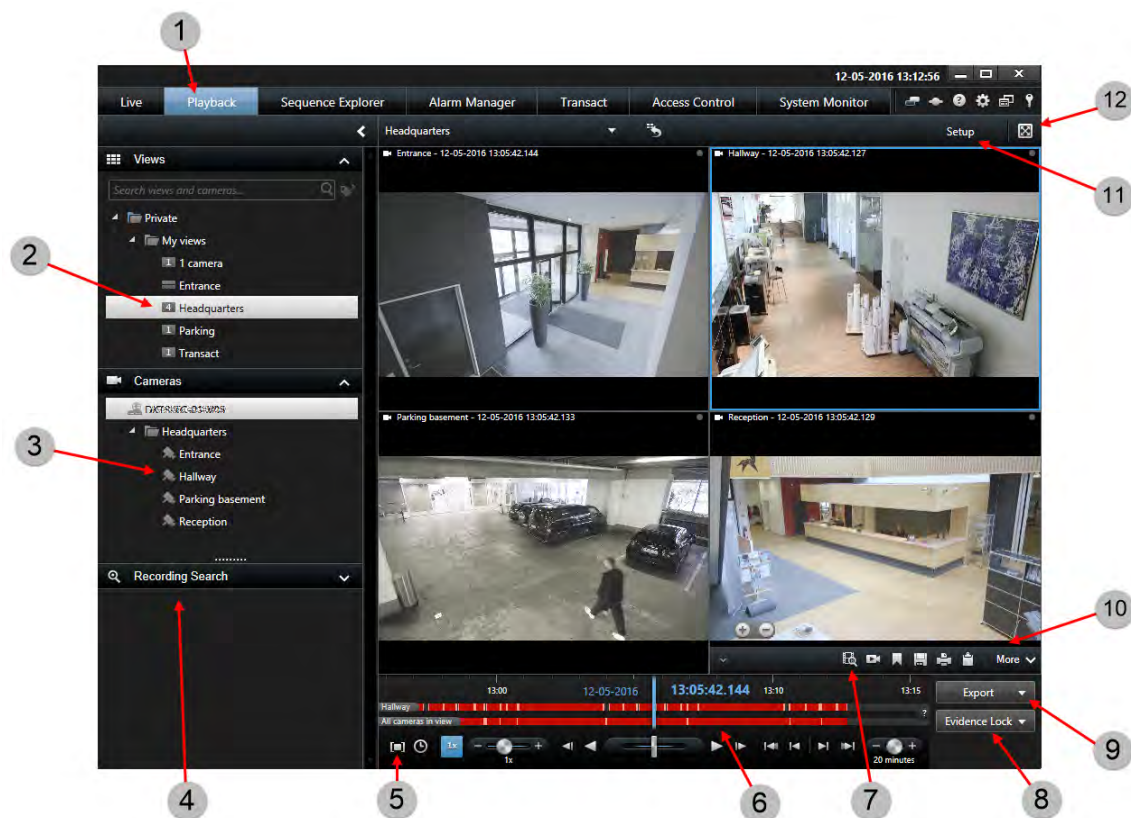 1
12-05-2016 13:12:56
Live Playback Sequence Explorer Alarm Manager Transact Access Control System Monitor
12
Headquarters
Setup
11
Views
Search views and cameras...
Private
My views
2
1 1 camera
Entrance
4 Headquarters
1 Parking
1 Transact
Cameras
3
Headquarters
Entrance
Hallway
Parking basement
Reception
Recording Search
4
Entrance - 12-05-2016 13:05:42.144
Hallway - 12-05-2016 13:05:42.127
Parking basement - 12-05-2016 13:05:42.133
Reception - 12-05-2016 13:05:42.129
10
More
13:00 12-05-2016 13:05:42.144 13:10 13:15
Hallway
All cameras in view
?
Export
Evidence Lock
9
1x
1x
20 minutes
5
6
7
8